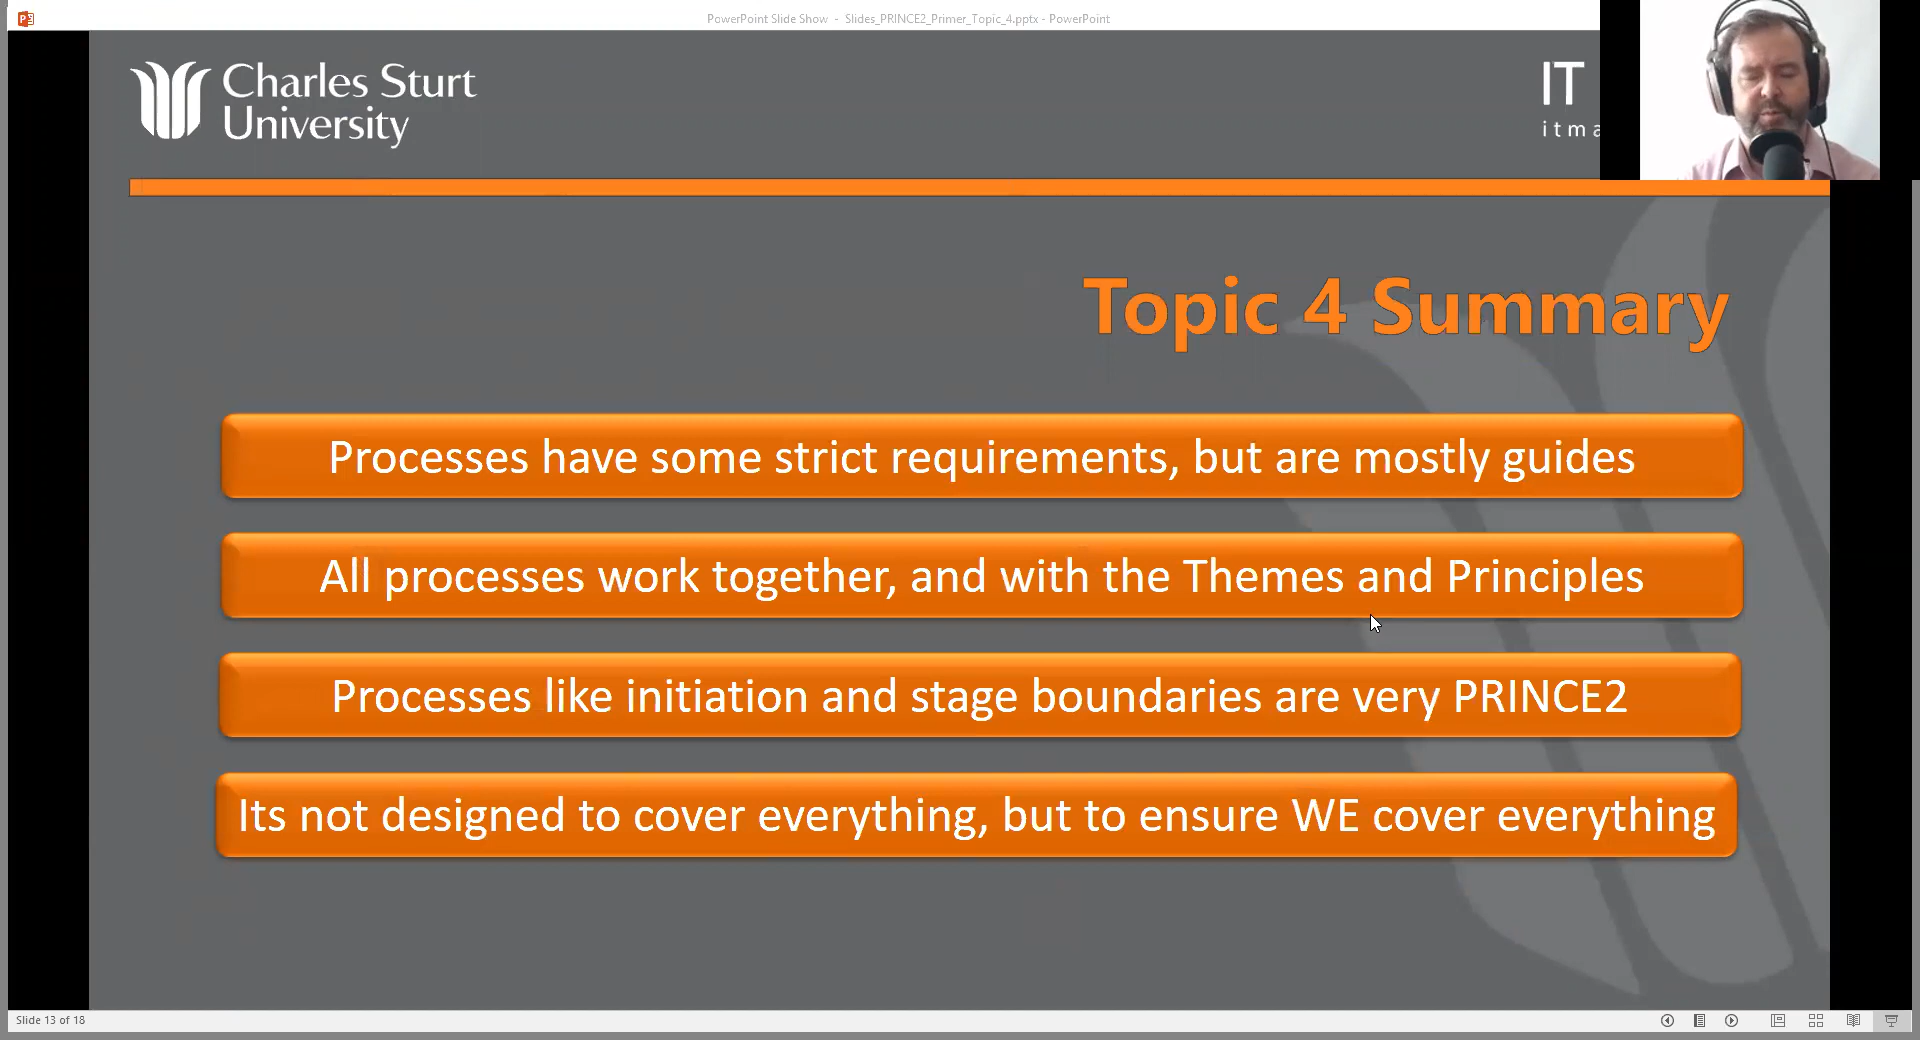 PowerPoint Slide Show - Slides_PRINCE2_Primer_Topic_4.pptx - PowerPoint
Charles Sturt
University
IT
itma
Topic 4 Summary
Processes have some strict requirements, but are mostly guides
All processes work together, and with the Themes and Principles
Processes like initiation and stage boundaries are very PRINCE2
Its not designed to cover everything, but to ensure WE cover everything
Slide 13 of 18